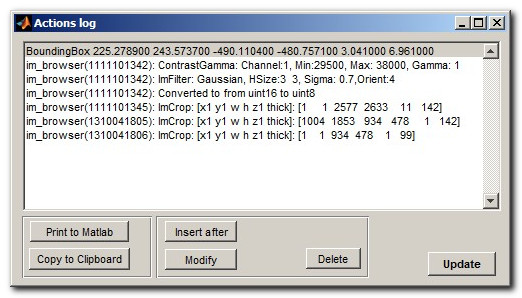 Actions log
BoundingBox 225.278900 243.573700 -490.110400 -480.757100 3.041000 6.961000
im_browser(1111101342): ContrastGamma: Channel:1, Min:29500, Max: 38000, Gamma: 1
im_browser(1111101342): ImFilter: Gaussian, HSize:3  3, Sigma: 0.7,Orient:4
im_browser(1111101342): Converted to from uint16 to uint8
im_browser(1111101345): ImCrop: [x1 y1 w h z1 thick]: [1     1  2577  2633    11   142]
im_browser(1310041805): ImCrop: [x1 y1 w h z1 thick]: [1004  1853   934   478     1   142]
im_browser(1310041806): ImCrop: [x1 y1 w h z1 thick]: [1    1  934  478    1   99]
Print to Matlab
Insert after
Copy to Clipboard
Modify
Delete
Update